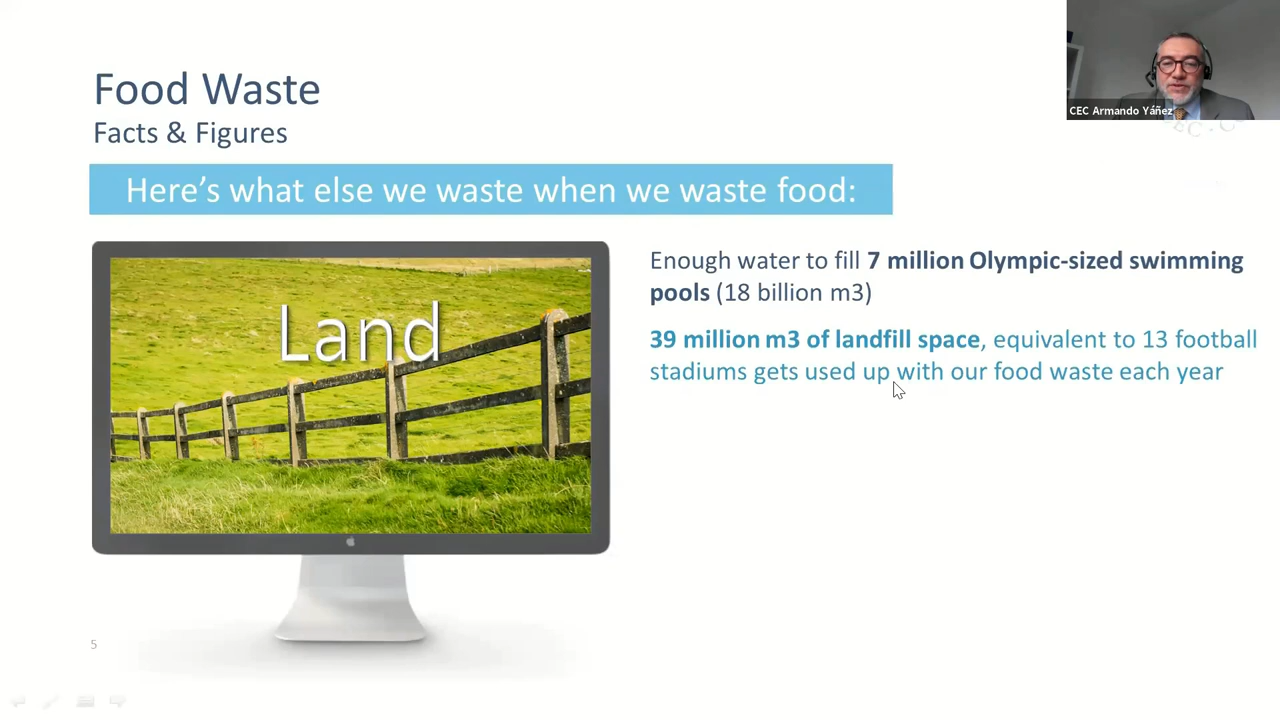 CEC Armando Yáñez
Food Waste
Facts & Figures
Here's what else we waste when we waste food:
Land
Enough water to fill 7 million Olympic-sized swimming
pools (18 billion m3)
39 million m3 of landfill space, equivalent to 13 football
stadiums gets used up with our food waste each year
5